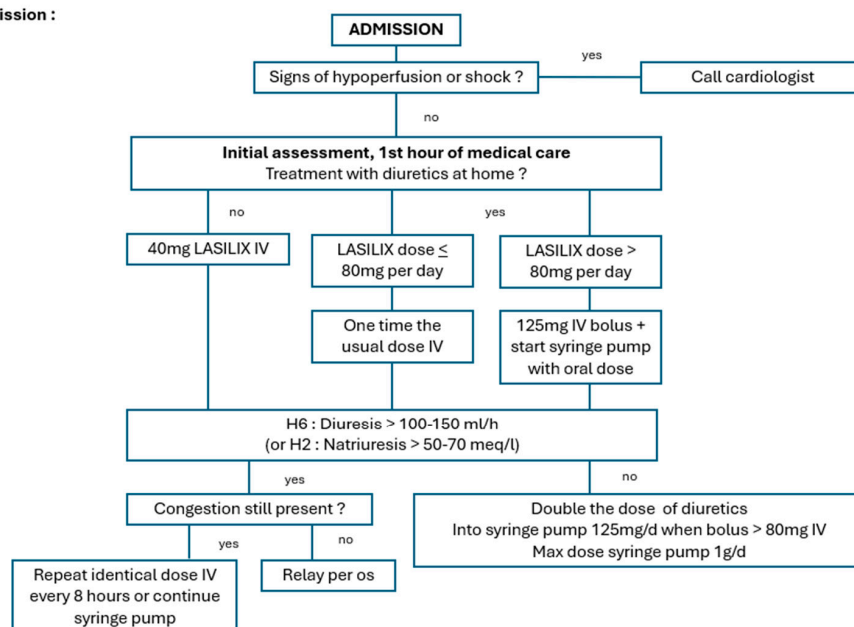 ission :
ADMISSION
Signs of hypoperfusion or shock ?
yes
Call cardiologist
no
Initial assessment, 1st hour of medical care
Treatment with diuretics at home ?
no
yes
40mg LASILIX IV
LASILIX dose ≤
80mg per day
LASILIX dose >
80mg per day
One time the
usual dose IV
125mg IV bolus +
start syringe pump
with oral dose
H6 : Diuresis > 100-150 ml/h
(or H2 : Natriuresis > 50-70 meq/l)
yes
no
Congestion still present ?
Double the dose of diuretics
Into syringe pump 125mg/d when bolus > 80mg IV
Max dose syringe pump 1g/d
yes
no
Repeat identical dose IV
every 8 hours or continue
syringe pump
Relay per os